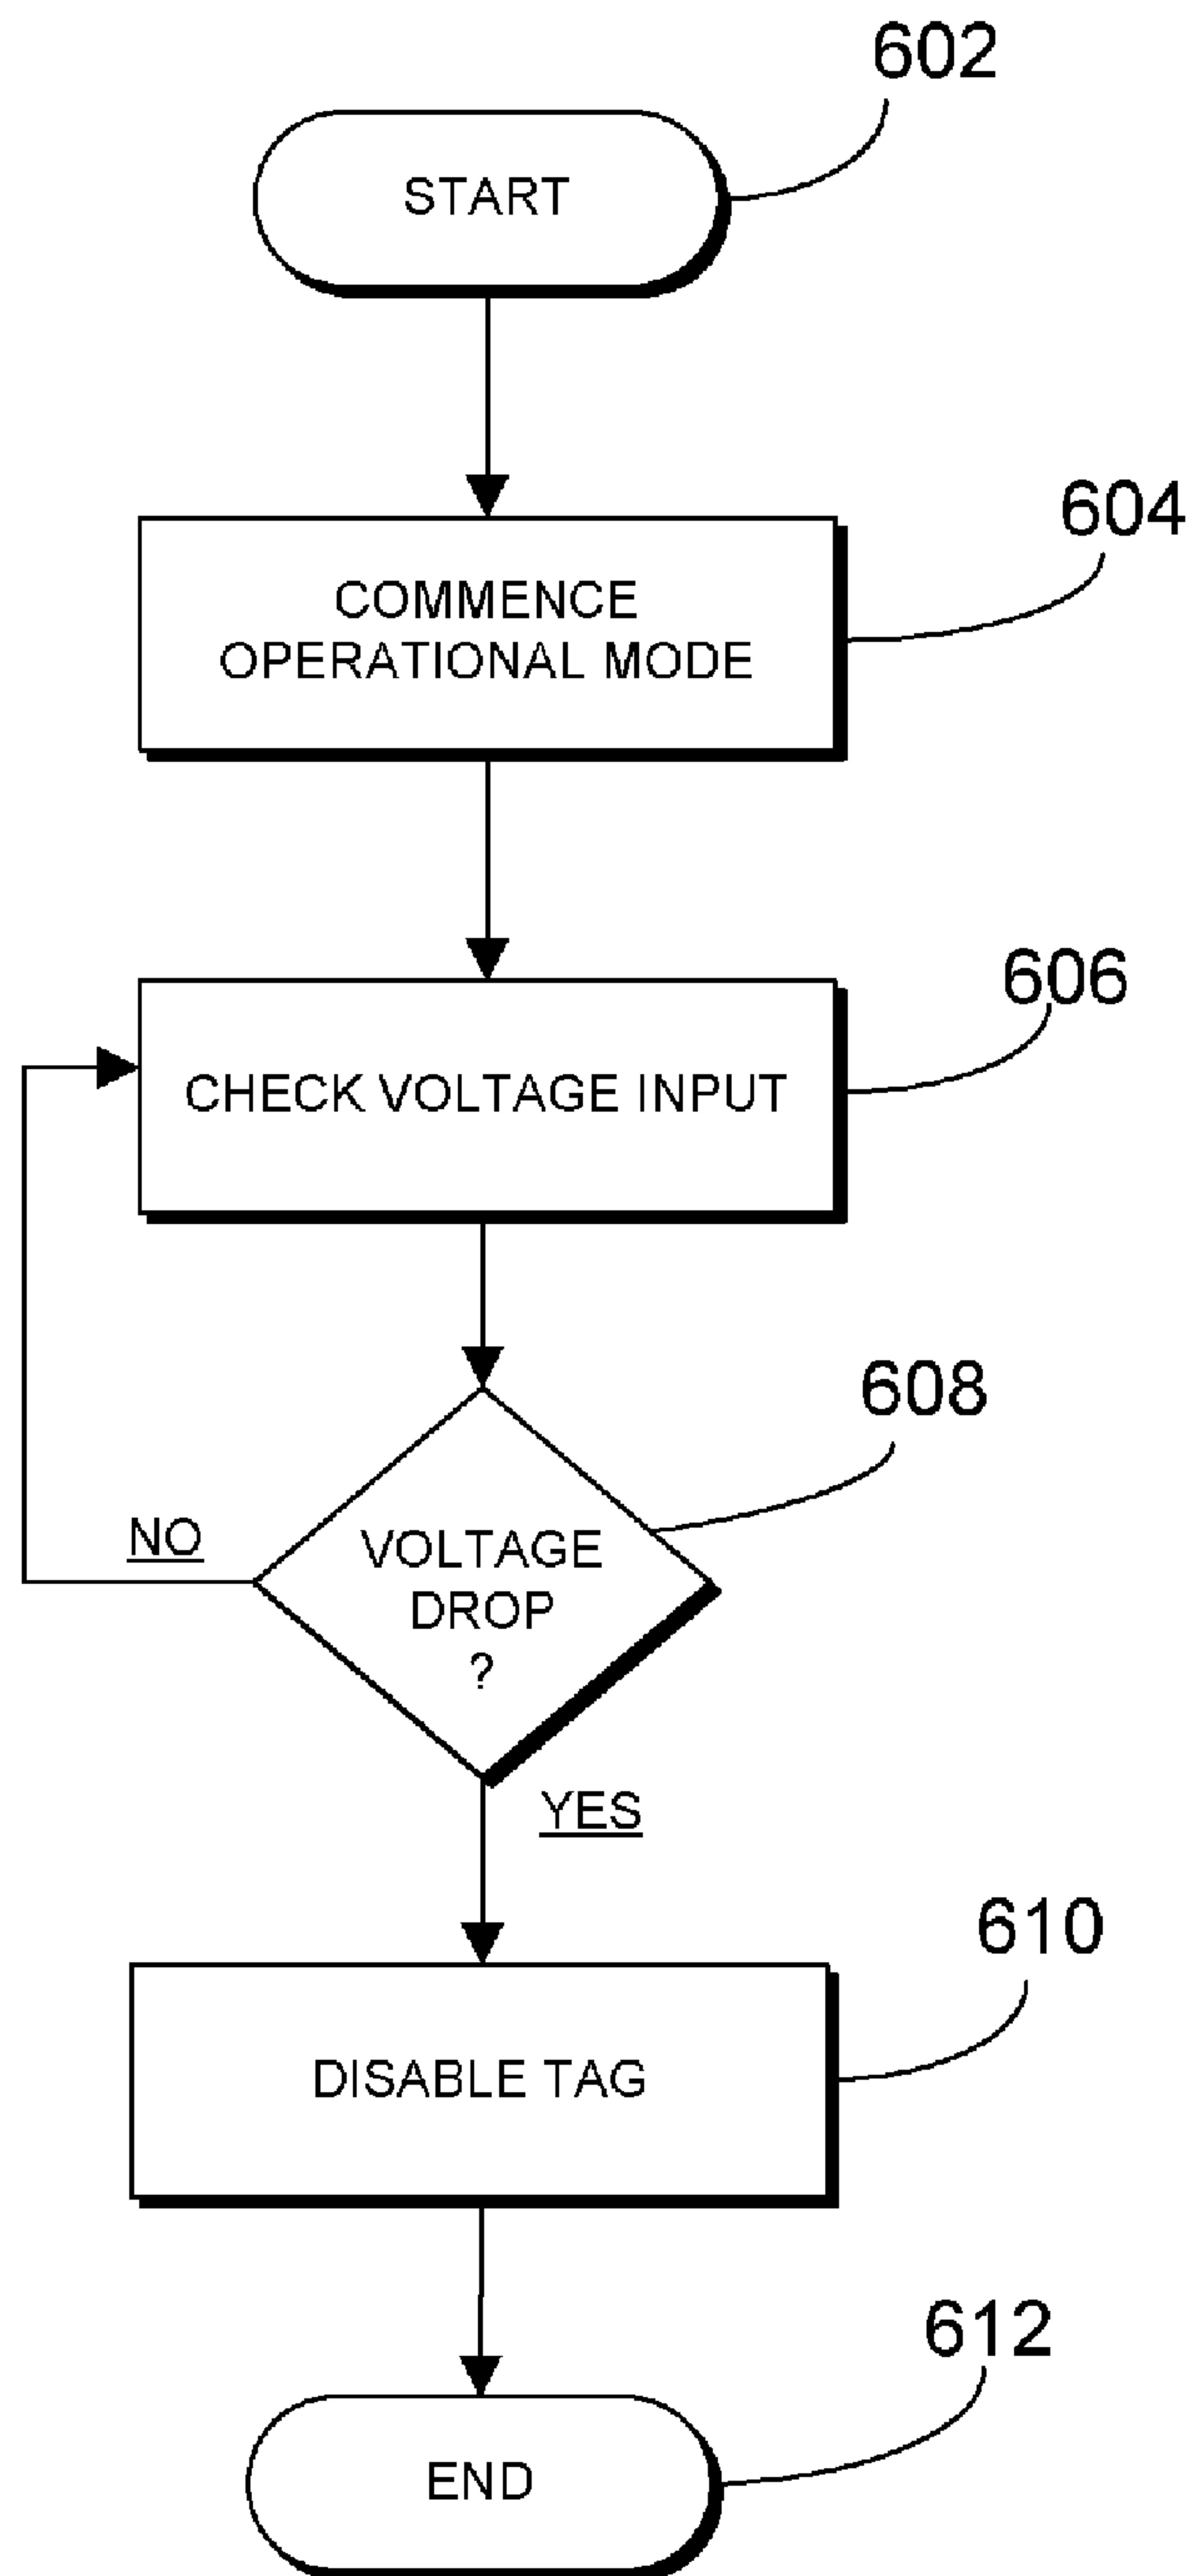 602
START
604
COMMENCE
OPERATIONAL MODE
606
CHECK VOLTAGE INPUT
608
NO
VOLTAGE
DROP
?
YES
610
DISABLE TAG
612
END